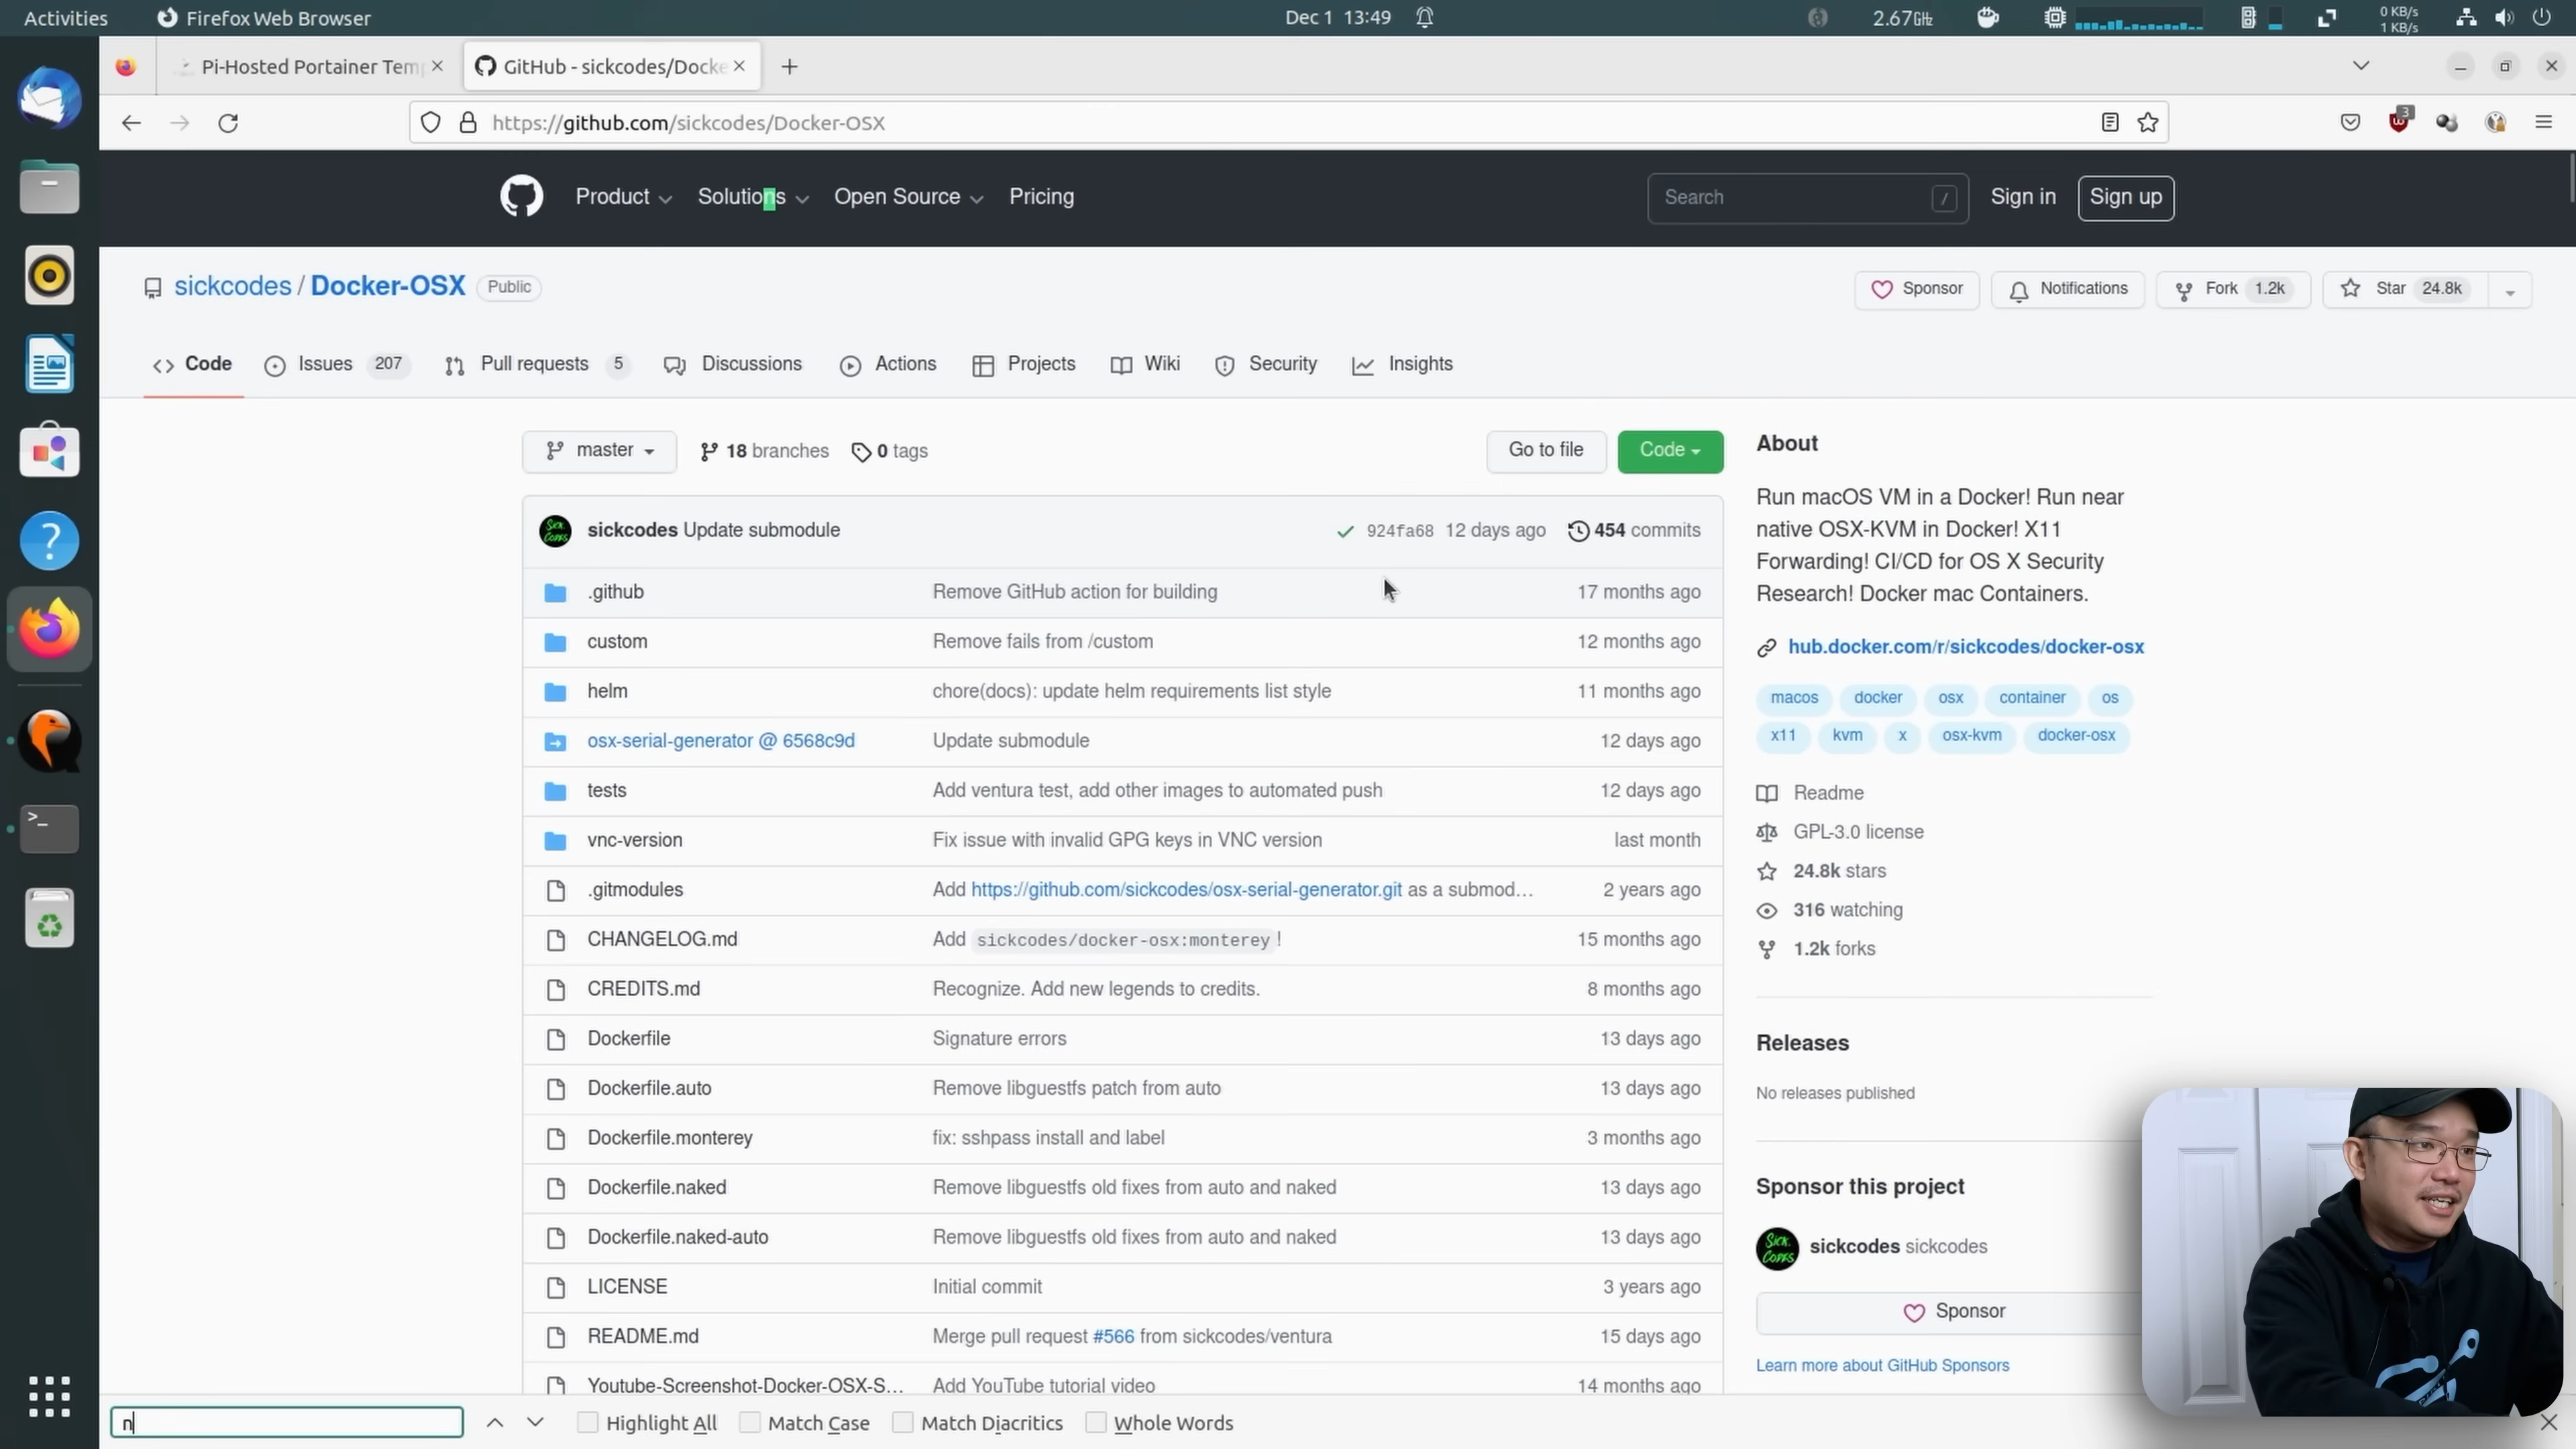 Activities
Firefox Web Browser
Dec 1 13:49
2.67GHz
0 KB/s
1 KB/s
Pi-Hosted Portainer Temp
GitHub - sickcodes/Docke
https://github.com/sickcodes/Docker-OSX
3
Product
Solutions
Open Source
Pricing
Search
/
Sign in
Sign up
sickcodes / Docker-OSX
Public
Sponsor
Notifications
Fork 1.2k
Star 24.8k
Code
Issues 207
Pull requests 5
Discussions
Actions
Projects
Wiki
Security
Insights
master
18 branches
0 tags
Go to file
Code
sickcodes Update submodule
924fa68 12 days ago
454 commits
.github Remove GitHub action for building 17 months ago
custom Remove fails from /custom 12 months ago
helm chore(docs): update helm requirements list style 11 months ago
osx-serial-generator @ 6568c9d Update submodule 12 days ago
tests Add ventura test, add other images to automated push 12 days ago
vnc-version Fix issue with invalid GPG keys in VNC version last month
.gitmodules Add https://github.com/sickcodes/osx-serial-generator.git as a submod... 2 years ago
CHANGELOG.md Add sickcodes/docker-osx:monterey ! 15 months ago
CREDITS.md Recognize. Add new legends to credits. 8 months ago
Dockerfile Signature errors 13 days ago
Dockerfile.auto Remove libguestfs patch from auto 13 days ago
Dockerfile.monterey fix: sshpass install and label 3 months ago
Dockerfile.naked Remove libguestfs old fixes from auto and naked 13 days ago
Dockerfile.naked-auto Remove libguestfs old fixes from auto and naked 13 days ago
LICENSE Initial commit 3 years ago
README.md Merge pull request #566 from sickcodes/ventura 15 days ago
Youtube-Screenshot-Docker-OSX-S... Add YouTube tutorial video 14 months ago
About
Run macOS VM in a Docker! Run near
native OSX-KVM in Docker! X11
Forwarding! CI/CD for OS X Security
Research! Docker mac Containers.
hub.docker.com/r/sickcodes/docker-osx
macos docker osx container os
x11 kvm x osx-kvm docker-osx
Readme
GPL-3.0 license
24.8k stars
316 watching
1.2k forks
Releases
No releases published
Sponsor this project
SICK.
CODES
sickcodes sickcodes
Sponsor
Learn more about GitHub Sponsors
n
Highlight All
Match Case
Match Diacritics
Whole Words